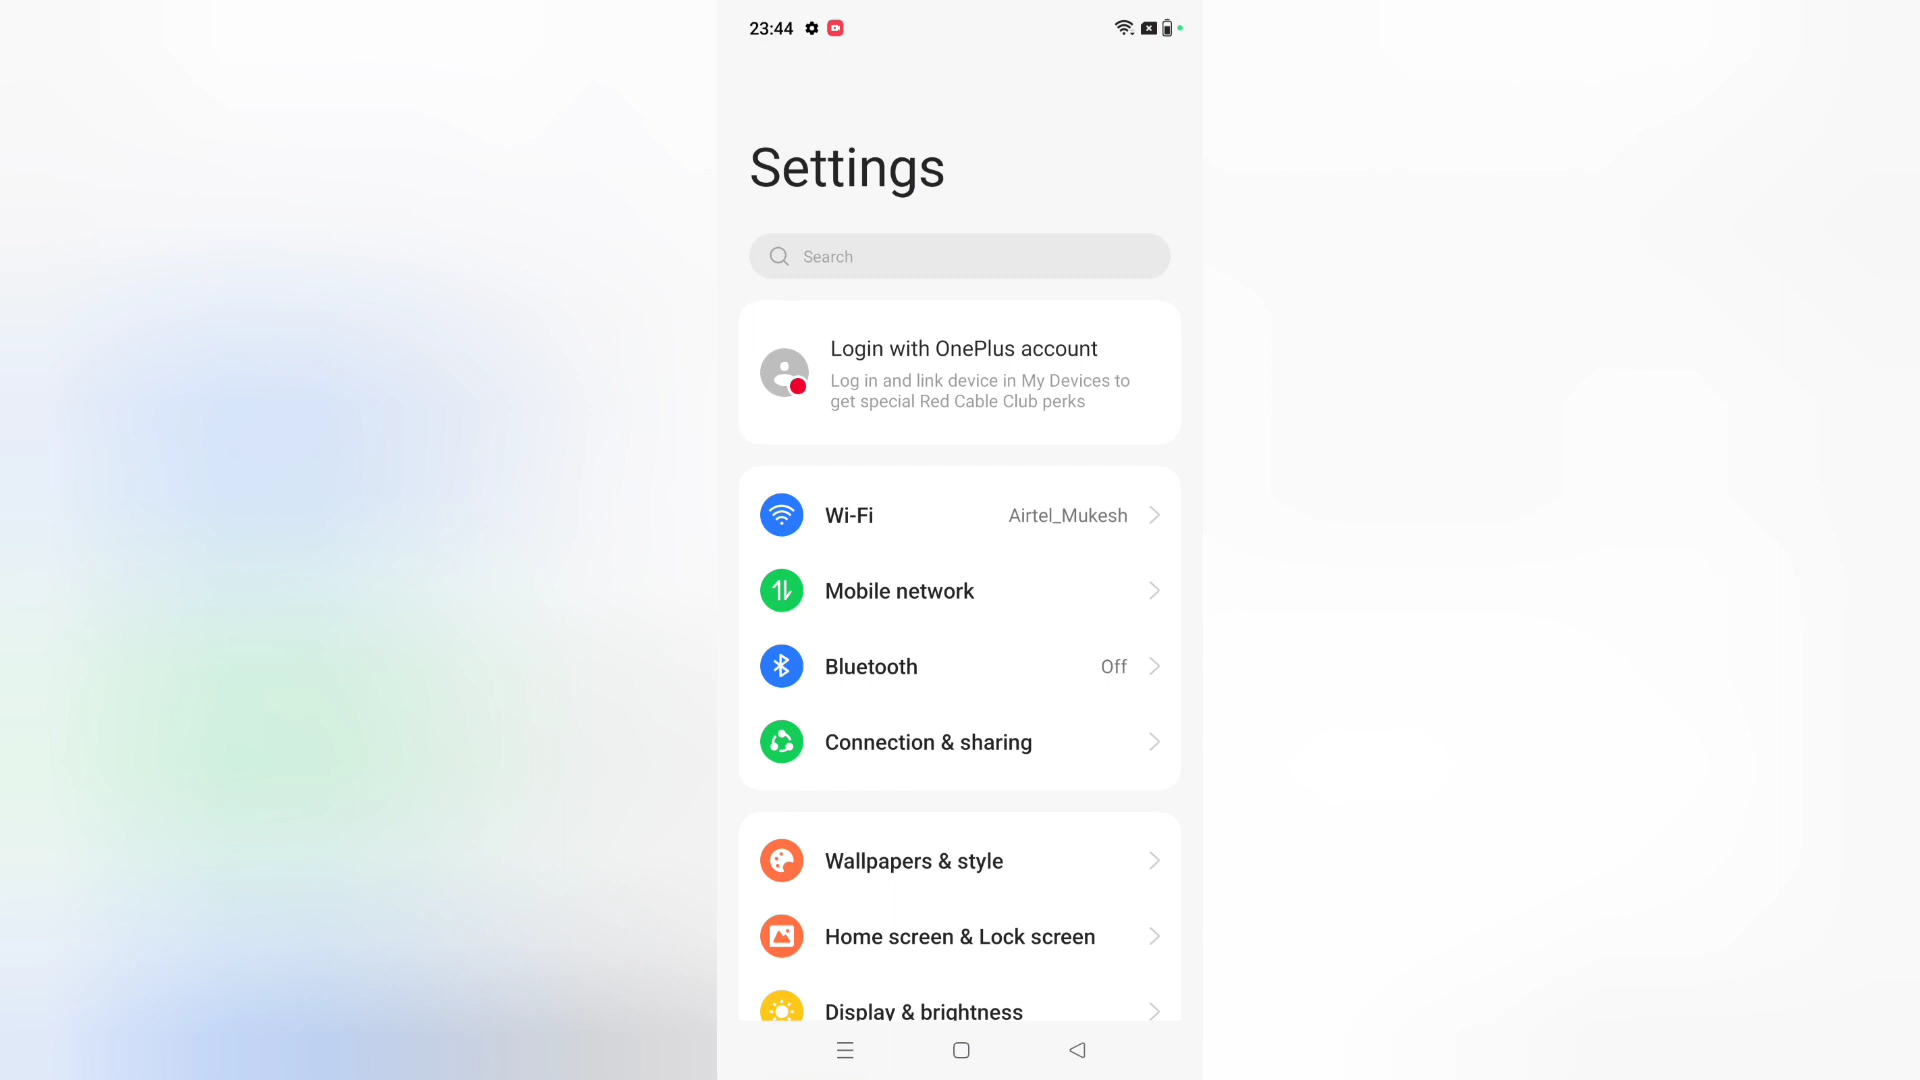 23:44
Settings
Search
Login with OnePlus account
Log in and link device in My Devices to
get special Red Cable Club perks
Wi-Fi Airtel_Mukesh
Mobile network
Bluetooth Off
Connection & sharing
Wallpapers & style
Home screen & Lock screen
Display & brightness